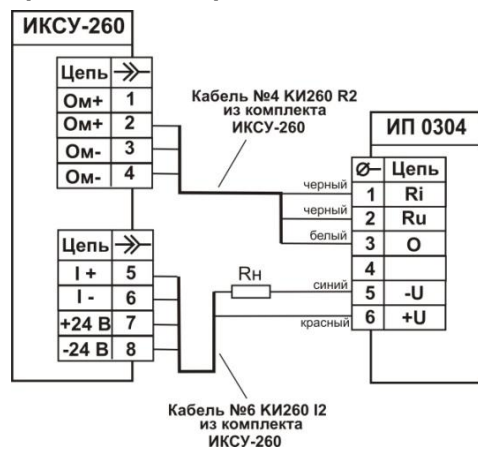 ИКСУ-260
Цепь
Ом+ 1
Ом+ 2
Ом- 3
Ом- 4
Кабель №4 КИ260 R2
из комплекта
ИКСУ-260
ИП 0304
Цепь
черный 1 Ri
черный 2 Ru
белый 3 O
4
синий 5 -U
красный 6 +U
Rн
Цепь
I + 5
I - 6
+24 В 7
-24 В 8
Кабель №6 КИ260 I2
из комплекта
ИКСУ-260